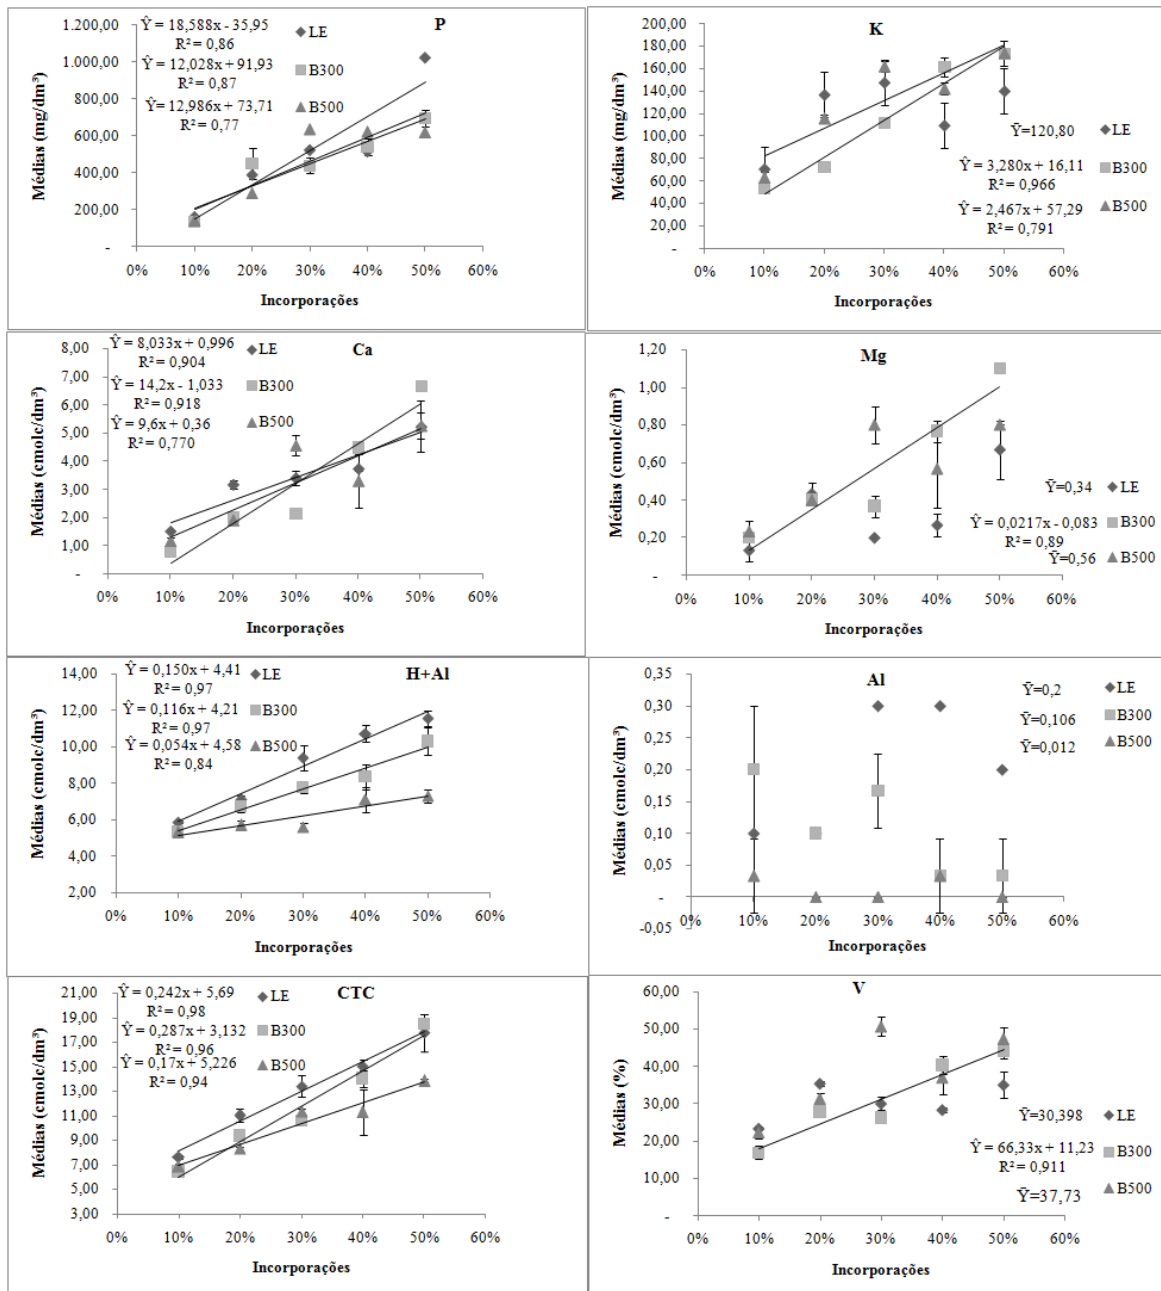 P
Ŷ = 18,588x - 35,95
R² = 0,86
LE
Ŷ = 12,028x + 91,93
R² = 0,87
B300
Ŷ = 12,986x + 73,71
R² = 0,77
B500
Médias (mg/dm³)
1.200,00
1.000,00
800,00
600,00
400,00
200,00
-
0% 10% 20% 30% 40% 50% 60%
Incorporações
K
Médias (mg/dm³)
200,00
180,00
160,00
140,00
120,00
100,00
80,00
60,00
40,00
20,00
-
Ȳ=120,80 LE
Ŷ = 3,280x + 16,11
R² = 0,966
B300
Ŷ = 2,467x + 57,29
R² = 0,791
B500
0% 10% 20% 30% 40% 50% 60%
Incorporações
Ca
Ŷ = 8,033x + 0,996
R² = 0,904
LE
Ŷ = 14,2x - 1,033
R² = 0,918
B300
Ŷ = 9,6x + 0,36
R² = 0,770
B500
Médias (cmolc/dm³)
8,00
7,00
6,00
5,00
4,00
3,00
2,00
1,00
-
0% 10% 20% 30% 40% 50% 60%
Incorporações
Mg
Médias (cmolc/dm³)
1,20
1,00
0,80
0,60
0,40
0,20
-
Ȳ=0,34 LE
Ŷ = 0,0217x - 0,083
R² = 0,89
B300
Ȳ=0,56 B500
0% 10% 20% 30% 40% 50% 60%
Incorporações
H+Al
Ŷ = 0,150x + 4,41
R² = 0,97
LE
Ŷ = 0,116x + 4,21
R² = 0,97
B300
Ŷ = 0,054x + 4,58
R² = 0,84
B500
Médias (cmolc/dm³)
14,00
12,00
10,00
8,00
6,00
4,00
2,00
0% 10% 20% 30% 40% 50% 60%
Incorporações
Al
Ȳ=0,2 LE
Ȳ=0,106 B300
Ȳ=0,012 B500
Médias (cmolc/dm³)
0,35
0,30
0,25
0,20
0,15
0,10
0,05
-
-0,05
0% 10% 20% 30% 40% 50% 60%
Incorporações
CTC
Ŷ = 0,242x + 5,69
R² = 0,98
LE
Ŷ = 0,287x + 3,132
R² = 0,96
B300
Ŷ = 0,17x + 5,226
R² = 0,94
B500
Médias (cmolc/dm³)
21,00
19,00
17,00
15,00
13,00
11,00
9,00
7,00
5,00
3,00
0% 10% 20% 30% 40% 50% 60%
Incorporações
V
Médias (%)
60,00
50,00
40,00
30,00
20,00
10,00
-
Ȳ=30,398 LE
Ŷ = 66,33x + 11,23
R² = 0,911
B300
Ȳ=37,73 B500
0% 10% 20% 30% 40% 50% 60%
Incorporações